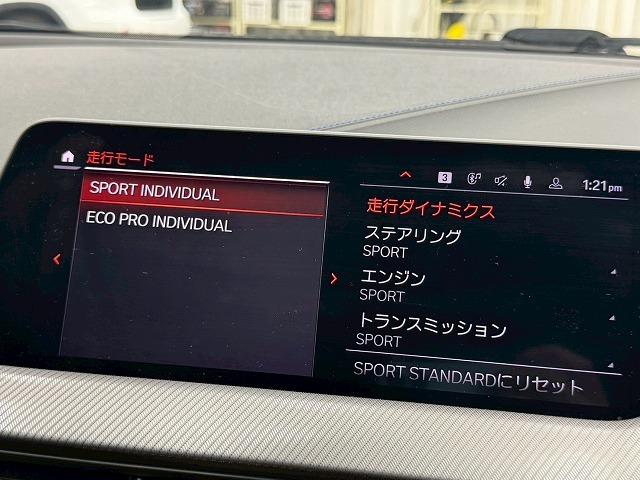 走行モード
3
1:21pm
SPORT INDIVIDUAL
ECO PRO INDIVIDUAL
走行ダイナミクス
ステアリング
SPORT
エンジン
SPORT
トランスミッション
SPORT
SPORT STANDARDにリセット